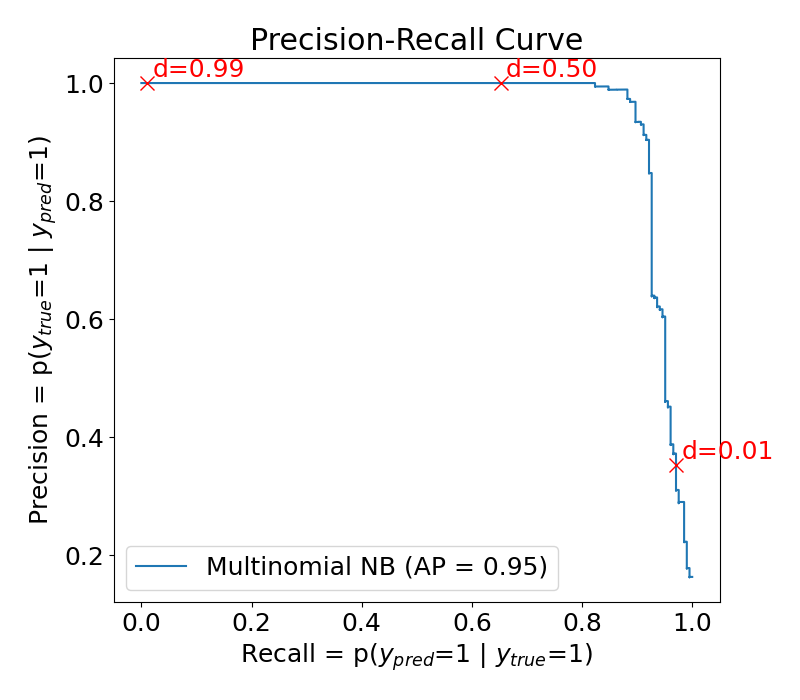 Precision-Recall Curve
d=0.99
d=0.50
d=0.01
1.0
0.8
0.6
0.4
0.2
Precision = p(y_true=1 | y_pred=1)
Multinomial NB (AP = 0.95)
0.0 0.2 0.4 0.6 0.8 1.0
Recall = p(y_pred=1 | y_true=1)